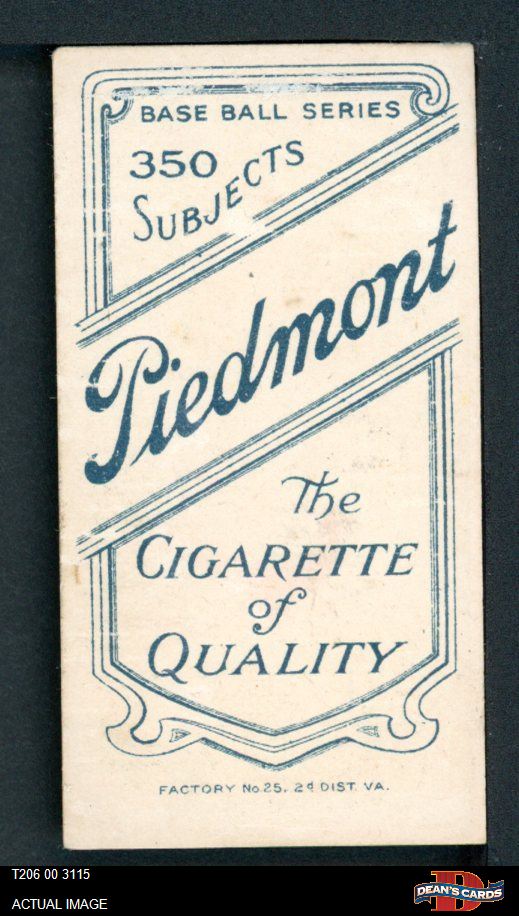 BASE BALL SERIES
350
SUBJECTS
Piedmont
The
CIGARETTE
of
QUALITY
FACTORY No 25, 2d DIST. VA.
T206 00 3115
ACTUAL IMAGE
D
DEAN'S CARDS